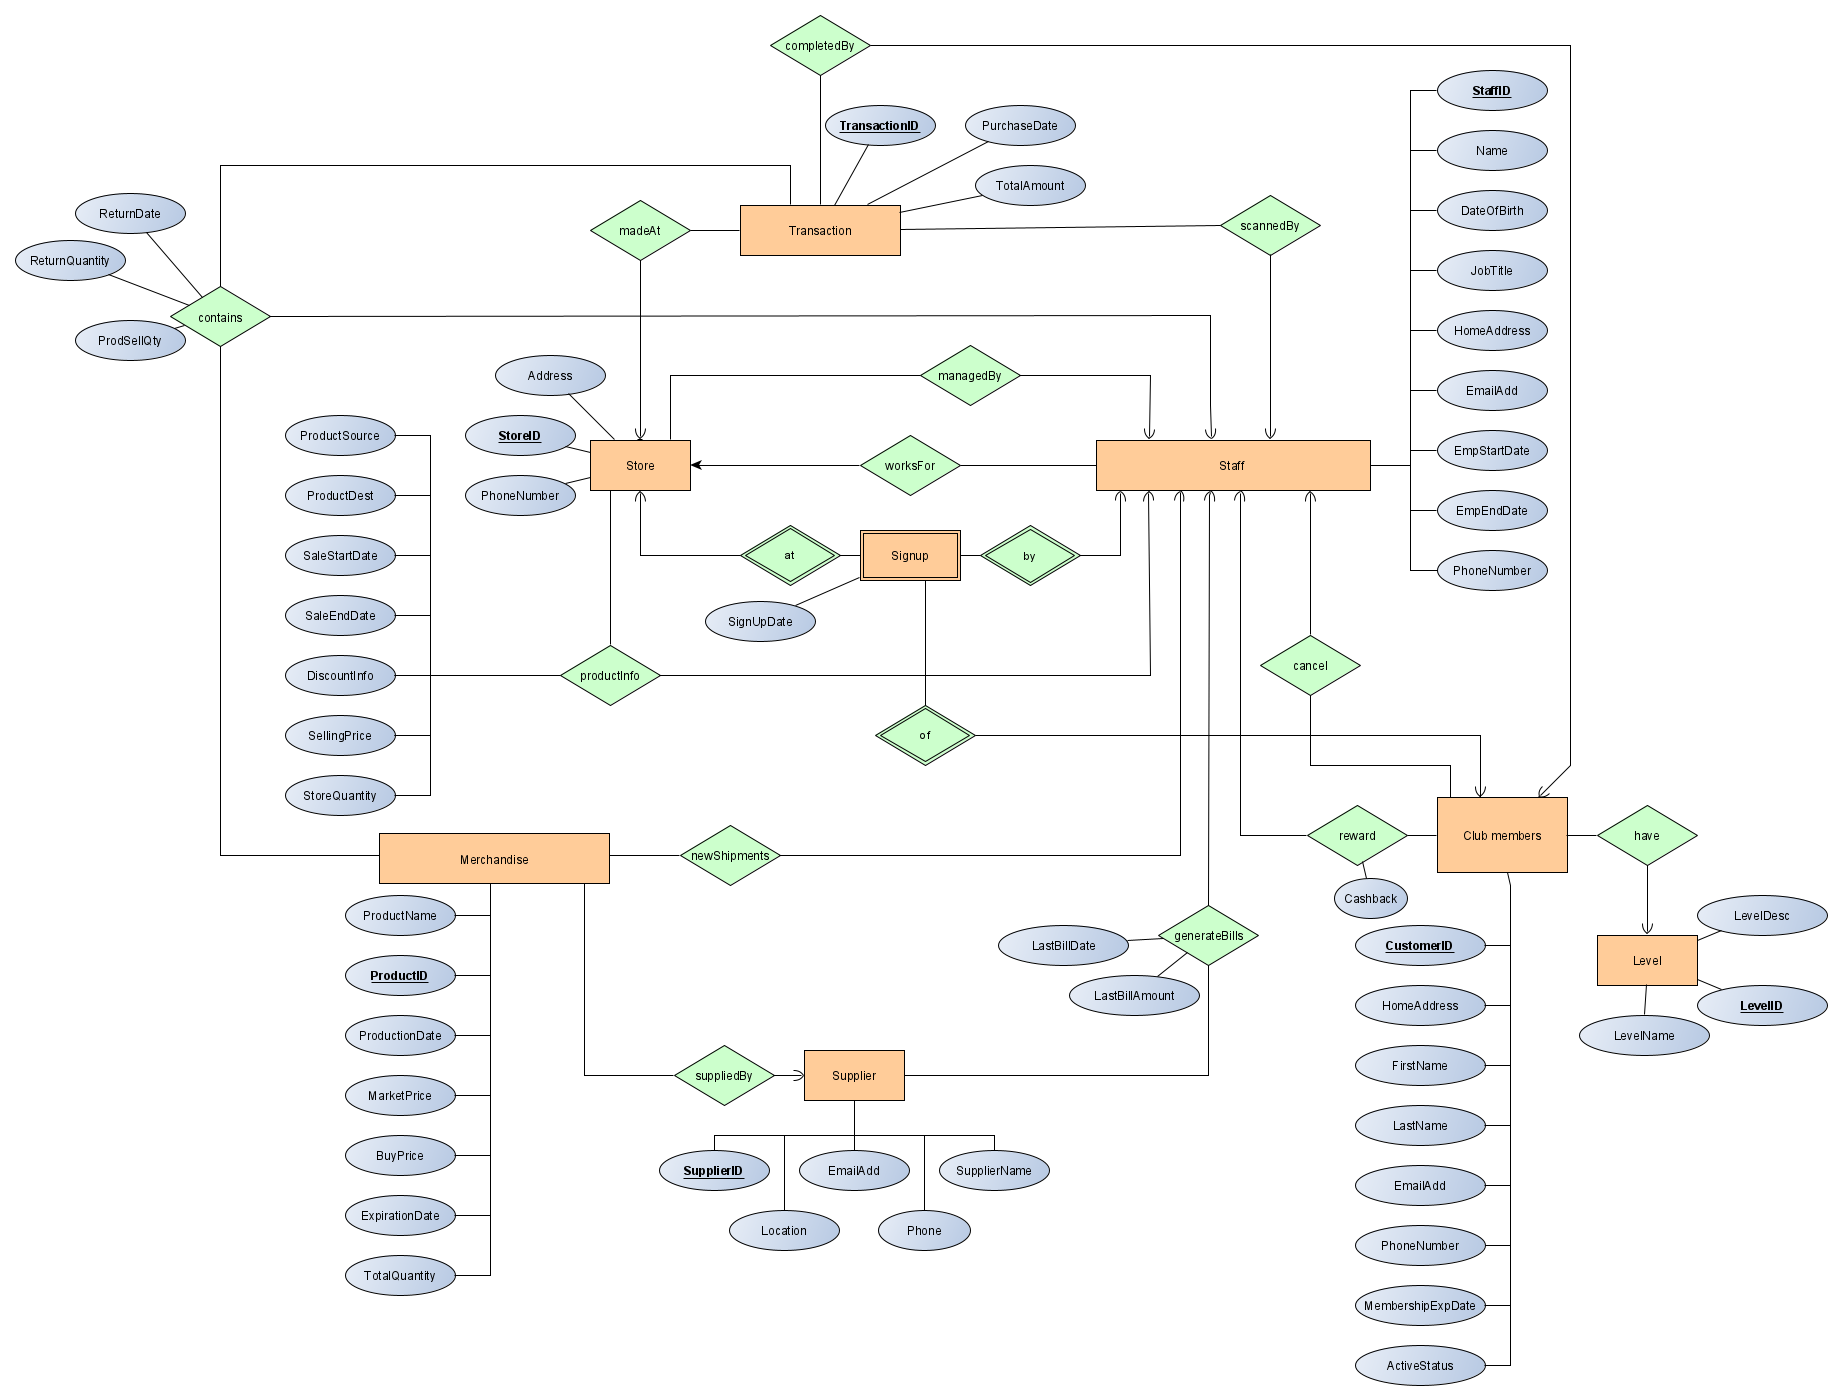 completedBy
StaffID
TransactionID
PurchaseDate
Name
TotalAmount
DateOfBirth
ReturnDate
madeAt
Transaction
scannedBy
ReturnQuantity
JobTitle
contains
HomeAddress
ProdSellQty
Address
managedBy
EmailAdd
ProductSource
StoreID
EmpStartDate
Store
worksFor
Staff
ProductDest
PhoneNumber
EmpEndDate
SaleStartDate
at
Signup
by
PhoneNumber
SaleEndDate
SignUpDate
DiscountInfo
productInfo
cancel
SellingPrice
of
StoreQuantity
Merchandise
newShipments
reward
Club members
have
Cashback
ProductName
LevelDesc
LastBillDate
generateBills
CustomerID
Level
ProductID
LastBillAmount
HomeAddress
LevelID
ProductionDate
LevelName
suppliedBy
Supplier
FirstName
MarketPrice
LastName
BuyPrice
SupplierID
EmailAdd
SupplierName
EmailAdd
ExpirationDate
Location
Phone
PhoneNumber
TotalQuantity
MembershipExpDate
ActiveStatus